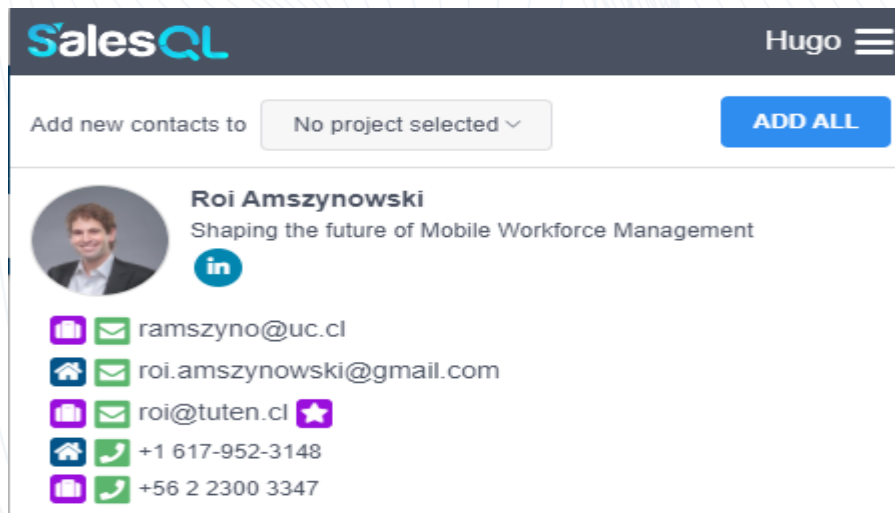 SalesQL
Hugo
Add new contacts to No project selected ADD ALL
Roi Amszynowski
Shaping the future of Mobile Workforce Management
in
ramszyno@uc.cl
roi.amszynowski@gmail.com
roi@tuten.cl
+1 617-952-3148
+56 2 2300 3347